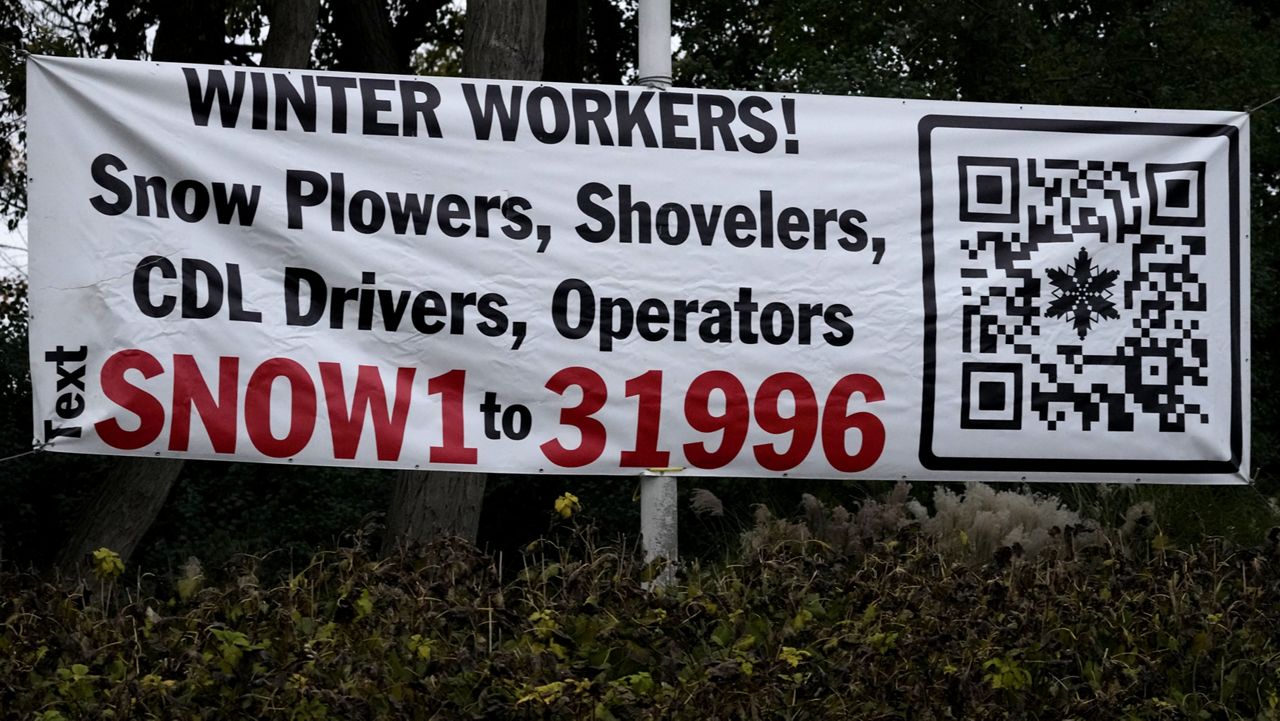 WINTER WORKERS!
Snow Plowers, Shovelers,
CDL Drivers, Operators
Text SNOW1 to 31996